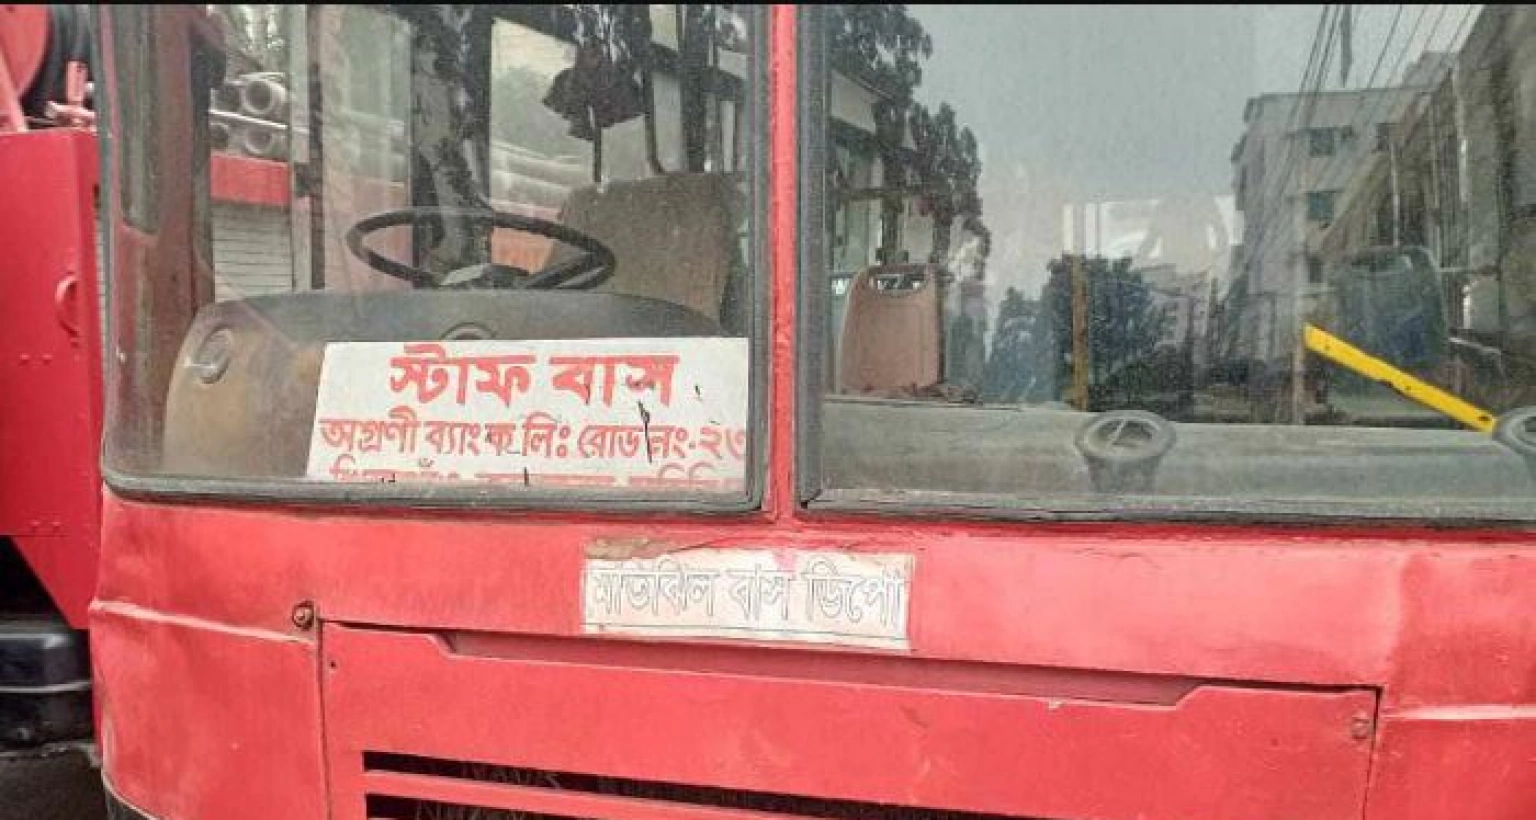 স্টাফ বাস
অগ্রণী ব্যাংক লিঃ রোড নং-২৩
মতিঝিল বাস ডিপো